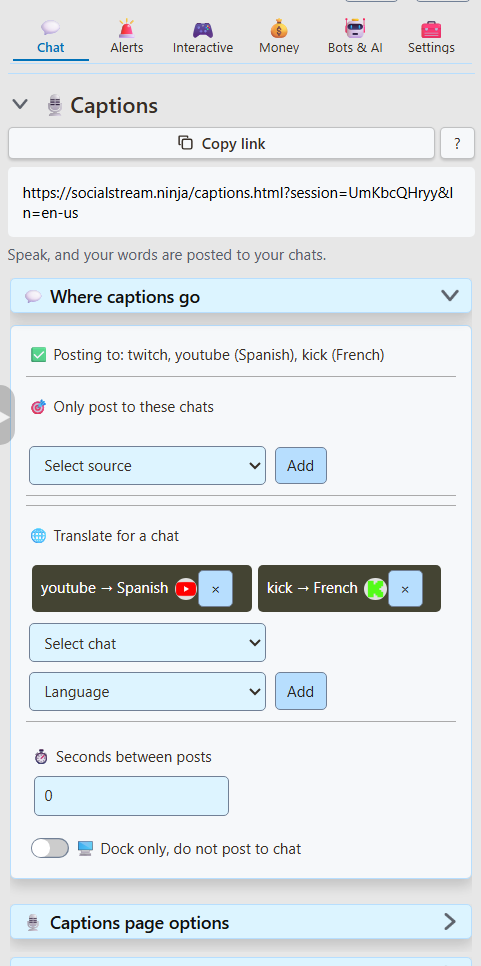 Chat
Alerts
Interactive
Money
Bots & AI
Settings
Captions
Copy link
?
https://socialstream.ninja/captions.html?session=UmKbcQHryy&l
n=en-us
Speak, and your words are posted to your chats.
Where captions go
Posting to: twitch, youtube (Spanish), kick (French)
Only post to these chats
Select source
Add
Translate for a chat
youtube → Spanish
×
kick → French
×
Select chat
Language
Add
Seconds between posts
0
Dock only, do not post to chat
Captions page options